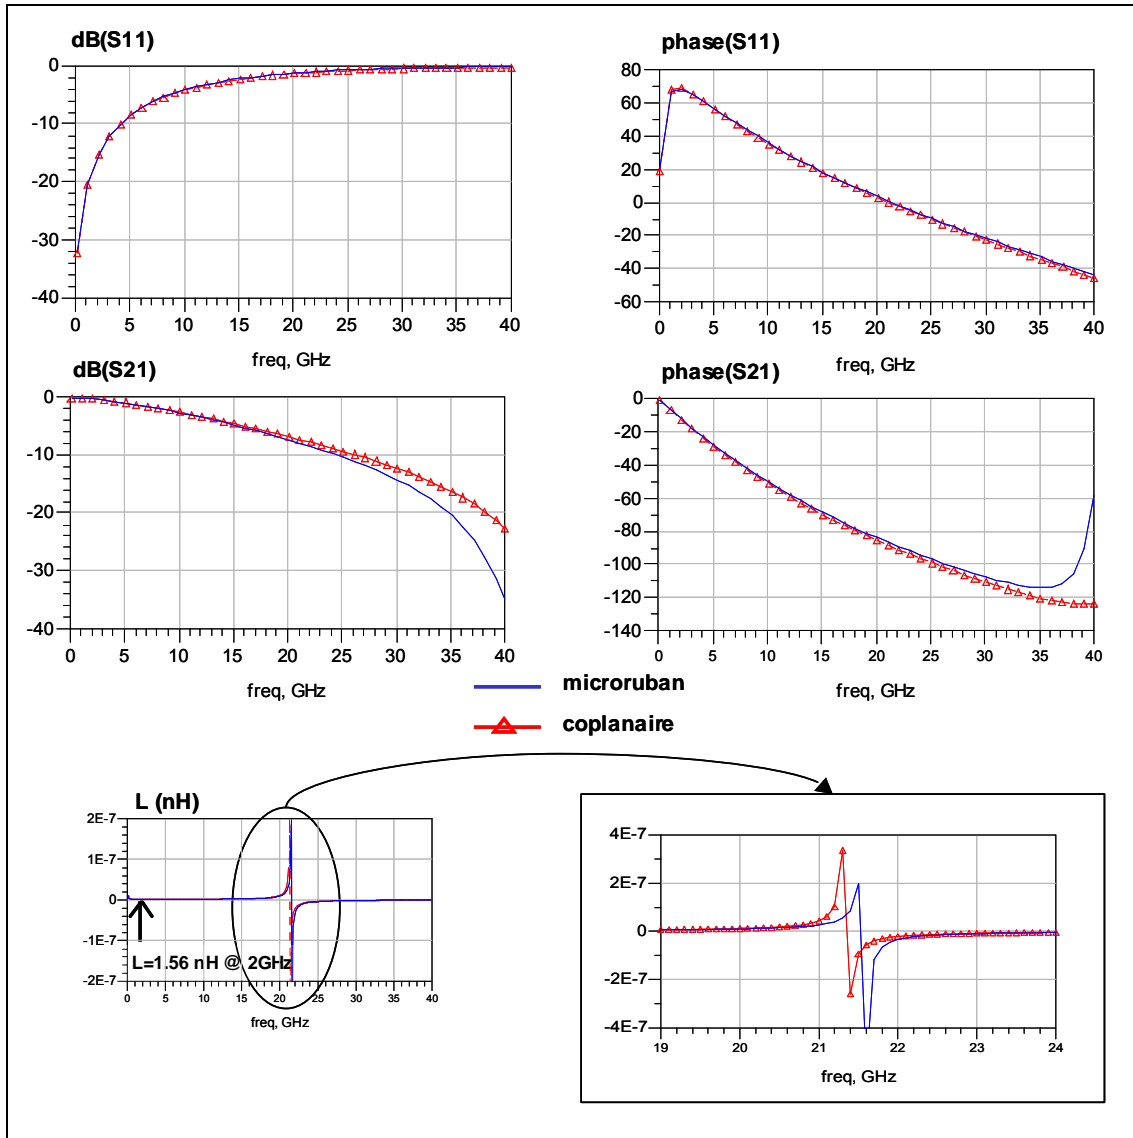 dB(S11)
0
-10
-20
-30
-40
0 5 10 15 20 25 30 35 40
freq, GHz
phase(S11)
80
60
40
20
0
-20
-40
-60
0 5 10 15 20 25 30 35 40
freq, GHz
dB(S21)
0
-10
-20
-30
-40
0 5 10 15 20 25 30 35 40
freq, GHz
phase(S21)
0
-20
-40
-60
-80
-100
-120
-140
0 5 10 15 20 25 30 35 40
freq, GHz
microruban
coplanaire
L (nH)
2E-7
1E-7
0
-1E-7
-2E-7
L=1.56 nH @ 2GHz
0 5 10 15 20 25 30 35 40
freq, GHz
4E-7
2E-7
0
-2E-7
-4E-7
19 20 21 22 23 24
freq, GHz